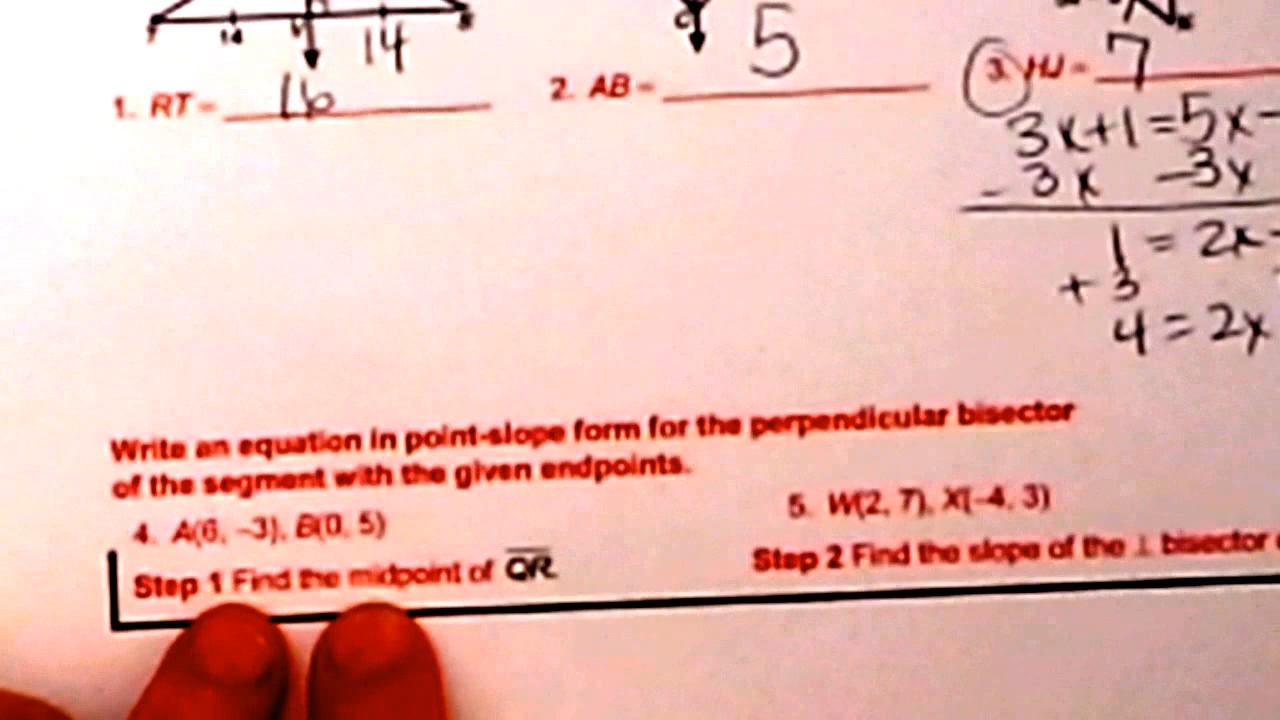 14
14
1. RT = 16
5
2. AB =
3. HJ = 7
3x+1=5x-
- 3x -3x
1 = 2x-
+ 3
4 = 2x
Write an equation in point-slope form for the perpendicular bisector
of the segment with the given endpoints.
4. A(6, -3), B(0, 5)
5. W(2, 7), X(-4, 3)
Step 1 Find the midpoint of QR
Step 2 Find the slope of the ⊥ bisector